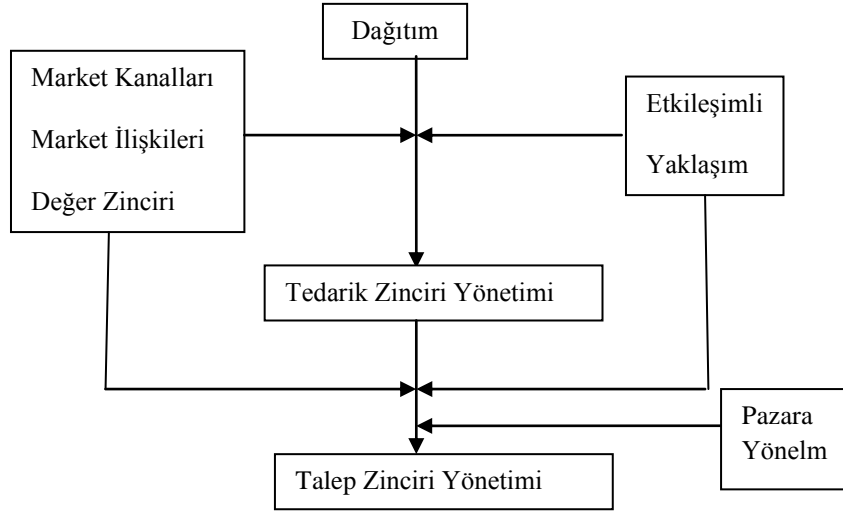 Dağıtım
Market Kanalları
Market İlişkileri
Değer Zinciri
Etkileşimli
Yaklaşım
Tedarik Zinciri Yönetimi
Pazara
Yönelm
Talep Zinciri Yönetimi